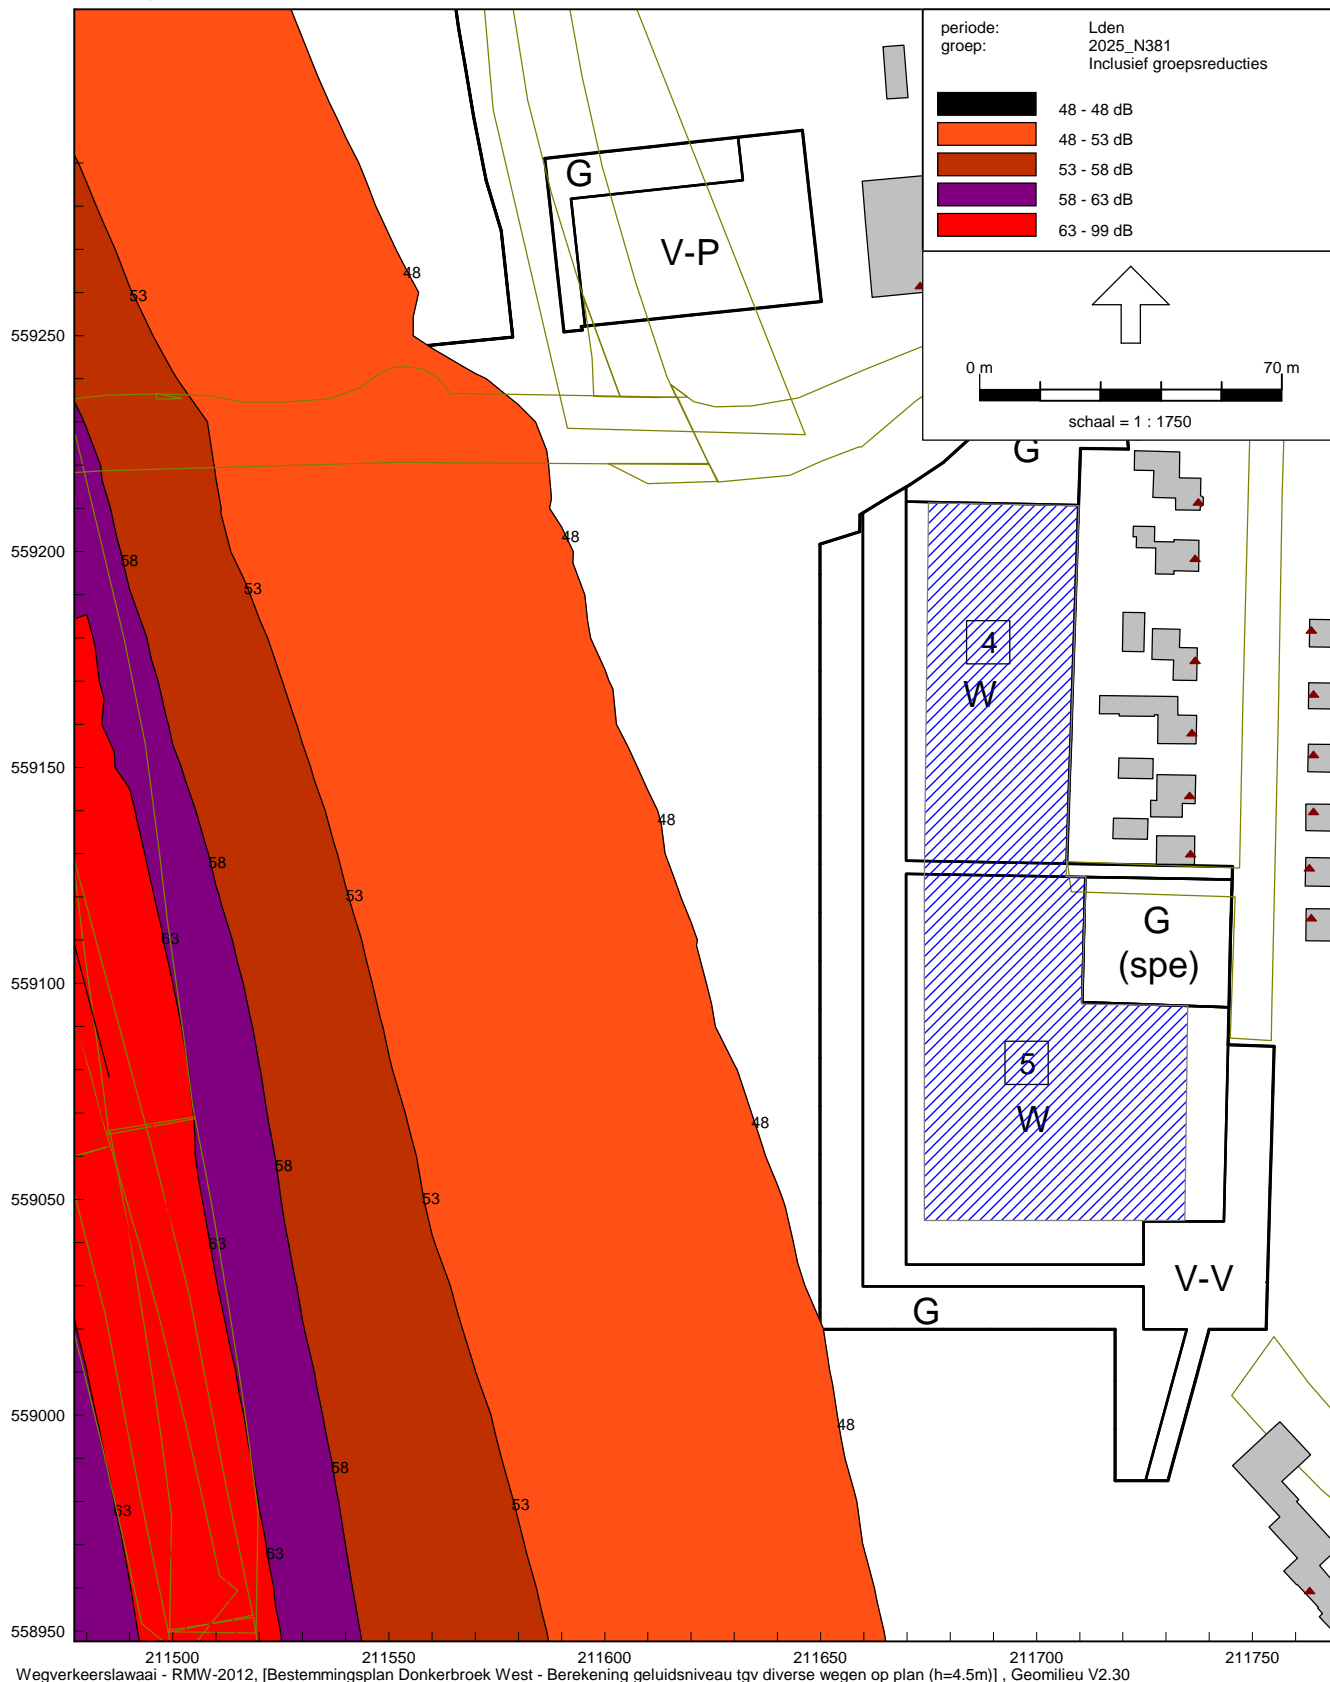 periode: Lden
groep: 2025_N381
Inclusief groepsreducties
48 - 48 dB
48 - 53 dB
53 - 58 dB
58 - 63 dB
63 - 99 dB
0 m 70 m
schaal = 1 : 1750
G
V-P
48
53
559250
G
48
559200
58
53
4
W
559150
48
58
53
63
G
(spe)
559100
5
W
48
58
53
559050
63
V-V
G
559000
48
58
53
63
63
558950
211500 211550 211600 211650 211700 211750
Wegverkeerslawaai - RMW-2012, [Bestemmingsplan Donkerbroek West - Berekening geluidsniveau tgv diverse wegen op plan (h=4.5m)] , Geomilieu V2.30